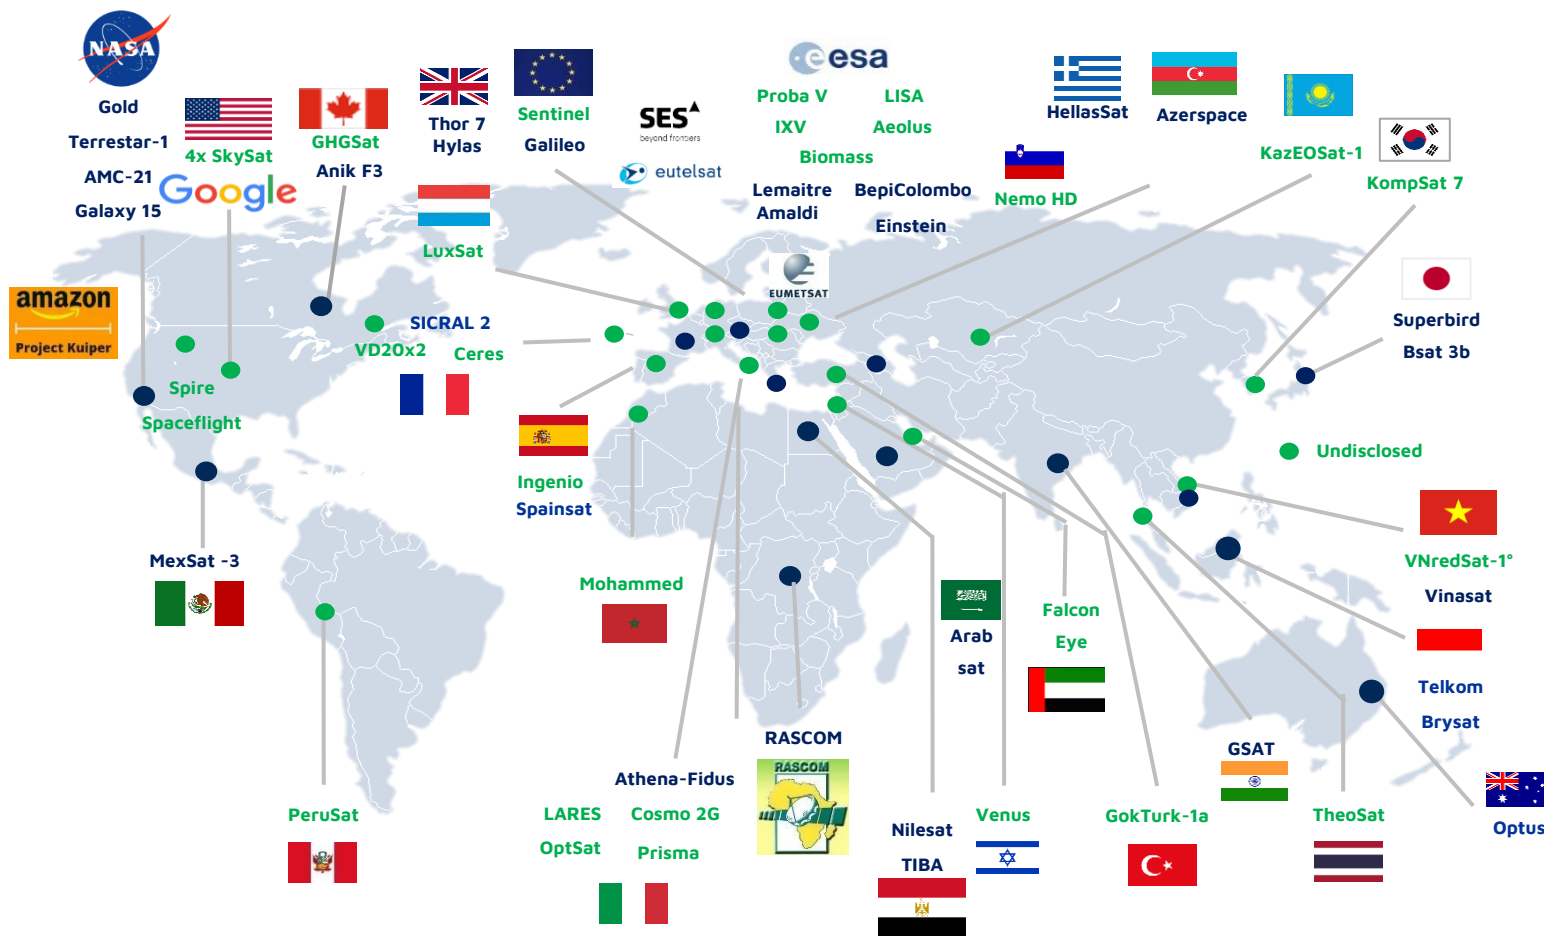 NASA
Gold
Terrestar-1
AMC-21
Galaxy 15
4x SkySat
Google
GHGSat
Anik F3
Thor 7
Hylas
LuxSat
Sentinel
Galileo
SES
beyond frontiers
eutelsat
esa
Proba V
LISA
IXV
Aeolus
Biomass
Lemaitre
BepiColombo
Amaldi
Einstein
EUMETSAT
HellasSat
Nemo HD
Azerspace
KazEOSat-1
KompSat 7
Superbird
Bsat 3b
amazon
Project Kuiper
Spire
Spaceflight
SICRAL 2
VD20x2
Ceres
Ingenio
Spainsat
Undisclosed
MexSat -3
Mohammed
Arab
sat
Falcon
Eye
VNredSat-1°
Vinasat
Telkom
Brysat
GSAT
Optus
PeruSat
RASCOM
RASCOM
Athena-Fidus
LARES
Cosmo 2G
OptSat
Prisma
Nilesat
TIBA
Venus
GokTurk-1a
TheoSat